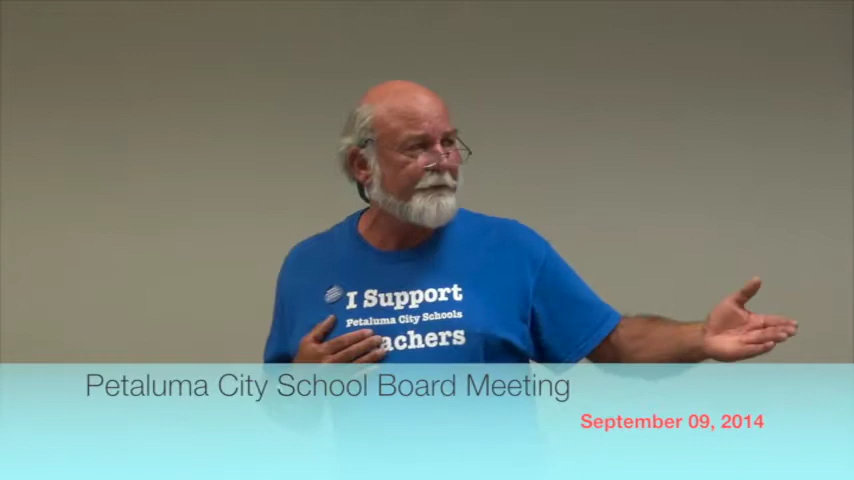 I Support
Petaluma City Schools
achers
Petaluma City School Board Meeting
September 09, 2014